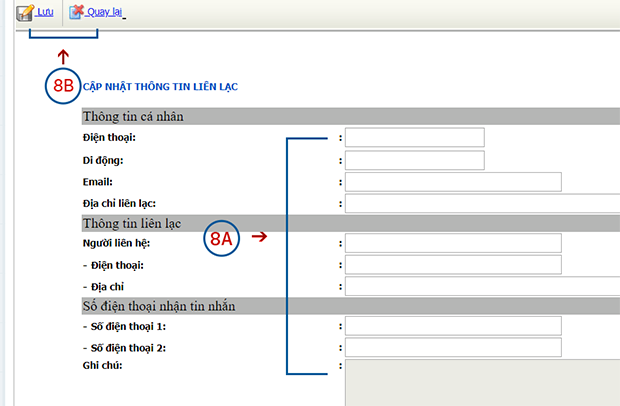 Lưu Quay lại
8B CẬP NHẬT THÔNG TIN LIÊN LẠC
Thông tin cá nhân
Điện thoại: :
Di động: :
Email: :
Địa chỉ liên lạc: :
Thông tin liên lạc
Người liên hệ: :
8A
- Điện thoại: :
- Địa chỉ :
Số điện thoại nhận tin nhắn
- Số điện thoại 1: :
- Số điện thoại 2: :
Ghi chú: :